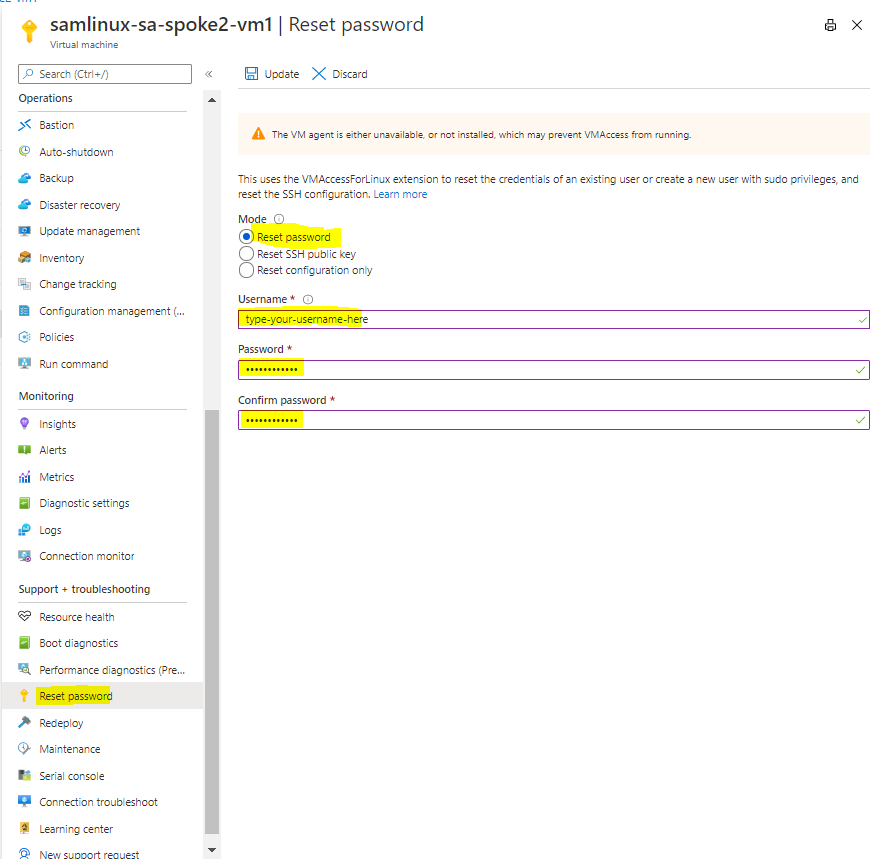 samlinux-sa-spoke2-vm1 | Reset password
Virtual machine
Search (Ctrl+/)
«
Operations
Bastion
Auto-shutdown
Backup
Disaster recovery
Update management
Inventory
Change tracking
Configuration management (...
Policies
Run command
Monitoring
Insights
Alerts
Metrics
Diagnostic settings
Logs
Connection monitor
Support + troubleshooting
Resource health
Boot diagnostics
Performance diagnostics (Pre...
Reset password
Redeploy
Maintenance
Serial console
Connection troubleshoot
Learning center
New support request
Update
Discard
The VM agent is either unavailable, or not installed, which may prevent VMAccess from running.
This uses the VMAccessForLinux extension to reset the credentials of an existing user or create a new user with sudo privileges, and
reset the SSH configuration. Learn more
Mode
Reset password
Reset SSH public key
Reset configuration only
Username *
type-your-username-here
Password *
••••••••••••
Confirm password *
••••••••••••